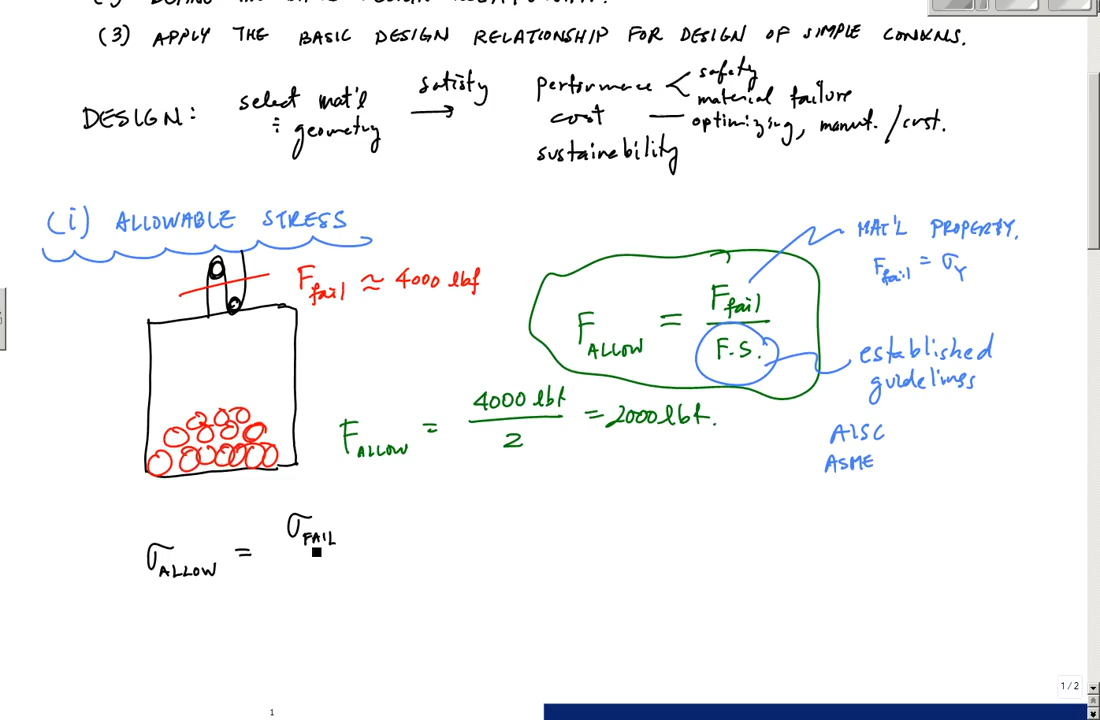 (3) APPLY THE BASIC DESIGN RELATIONSHIP FOR DESIGN OF SIMPLE
DESIGN: select mat'l & geometry
satisfy →
performance < safety
material failure
cost — optimizing, manuf. / cust.
sustainability
(i) ALLOWABLE STRESS
F_fail ≈ 4000 lbf
F_ALLOW = F_fail / F.S.
MAT'L PROPERTY.
F_fail = σ_Y
established
guidelines
AISC
ASME
F_ALLOW = 4000 lbf / 2 = 2000 lbf.
σ_ALLOW = σ_FAIL
1/2
1